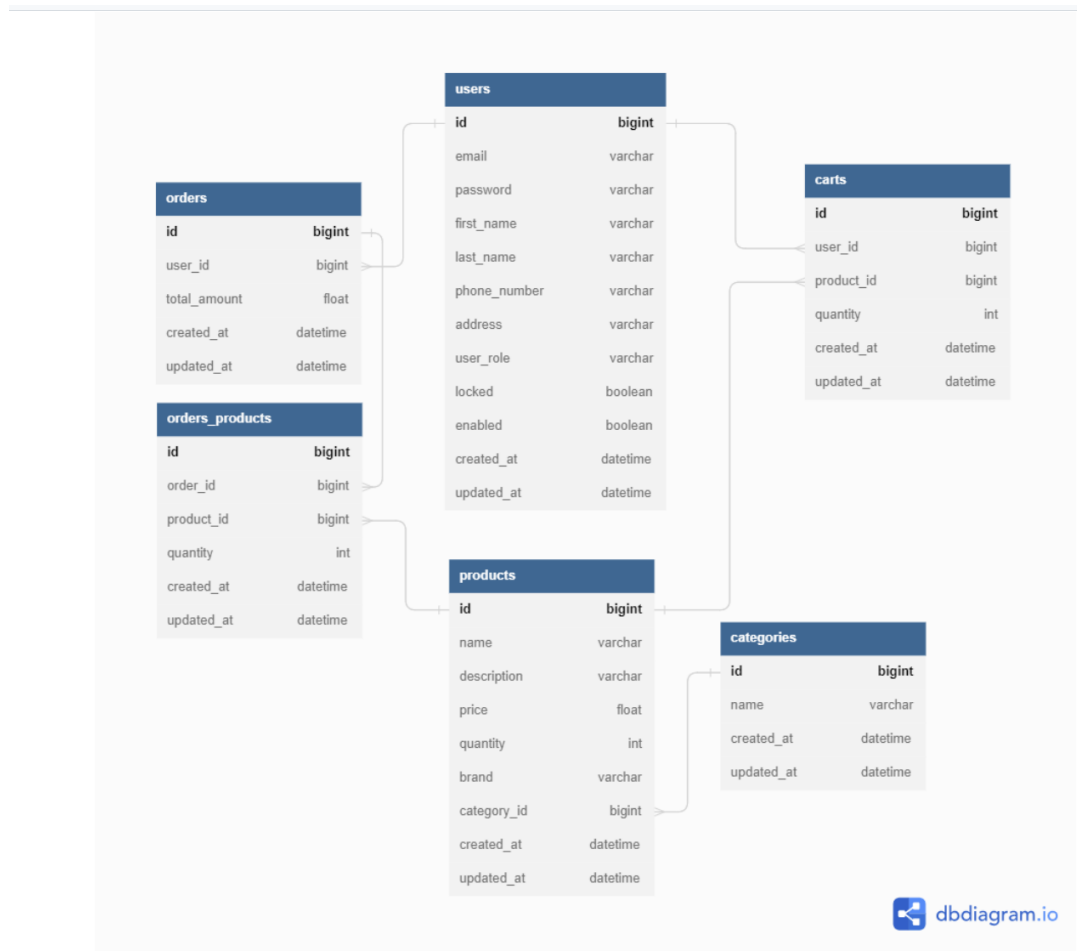 users
id bigint
email varchar
password varchar
first_name varchar
last_name varchar
phone_number varchar
address varchar
user_role varchar
locked boolean
enabled boolean
created_at datetime
updated_at datetime
orders
id bigint
user_id bigint
total_amount float
created_at datetime
updated_at datetime
carts
id bigint
user_id bigint
product_id bigint
quantity int
created_at datetime
updated_at datetime
orders_products
id bigint
order_id bigint
product_id bigint
quantity int
created_at datetime
updated_at datetime
products
id bigint
name varchar
description varchar
price float
quantity int
brand varchar
category_id bigint
created_at datetime
updated_at datetime
categories
id bigint
name varchar
created_at datetime
updated_at datetime
dbdiagram.io